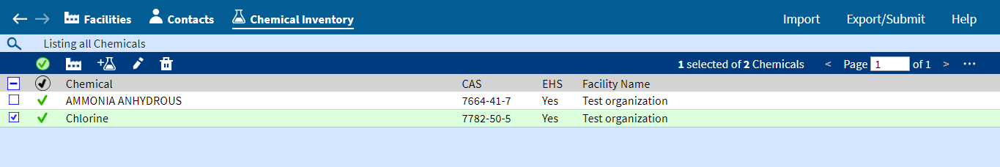 Facilities Contacts Chemical Inventory Import Export/Submit Help
Listing all Chemicals
1 selected of 2 Chemicals < Page 1 of 1 > ...
Chemical CAS EHS Facility Name
AMMONIA ANHYDROUS 7664-41-7 Yes Test organization
Chlorine 7782-50-5 Yes Test organization